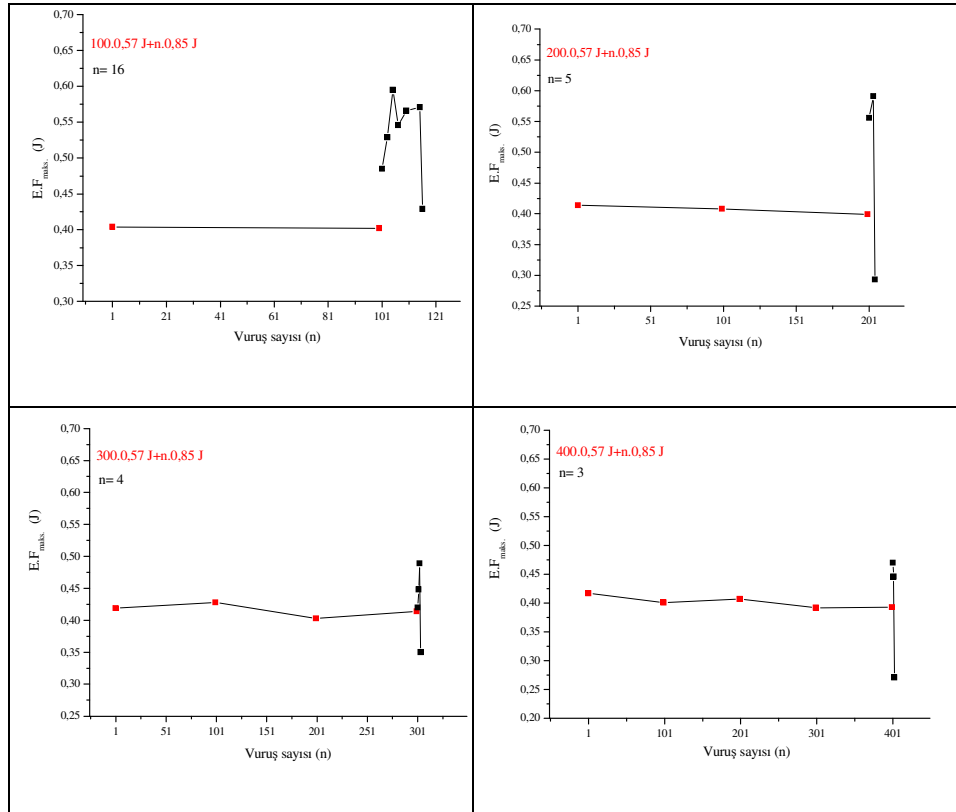 0,70
0,65
0,60
0,55
0,50
0,45
0,40
0,35
0,30
E.Fmaks. (J)
100.0,57 J+n.0,85 J
n= 16
1 21 41 61 81 101 121
Vuruş sayısı (n)
0,70
0,65
0,60
0,55
0,50
0,45
0,40
0,35
0,30
0,25
E.Fmaks. (J)
200.0,57 J+n.0,85 J
n= 5
1 51 101 151 201
Vuruş sayısı (n)
0,70
0,65
0,60
0,55
0,50
0,45
0,40
0,35
0,30
0,25
E.Fmaks. (J)
300.0,57 J+n.0,85 J
n= 4
1 51 101 151 201 251 301
Vuruş sayısı (n)
0,70
0,65
0,60
0,55
0,50
0,45
0,40
0,35
0,30
0,25
0,20
E.Fmaks. (J)
400.0,57 J+n.0,85 J
n= 3
1 101 201 301 401
Vuruş sayısı (n)